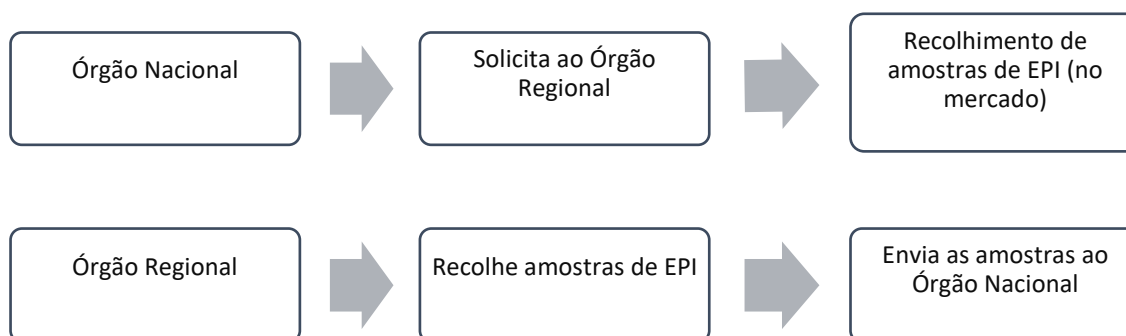 Órgão Nacional
Solicita ao Órgão
Regional
Recolhimento de
amostras de EPI (no
mercado)
Órgão Regional
Recolhe amostras de EPI
Envia as amostras ao
Órgão Nacional